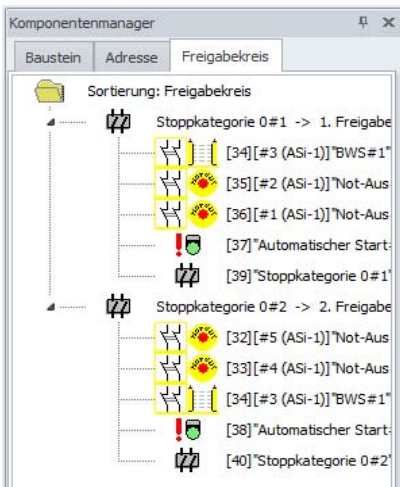 Komponentenmanager
Baustein Adresse Freigabekreis
Sortierung: Freigabekreis
Stoppkategorie 0#1 -> 1. Freigabe
[34][#3 (ASi-1)]"BWS#1"
[35][#2 (ASi-1)]"Not-Aus
[36][#1 (ASi-1)]"Not-Aus
[37]"Automatischer Start
[39]"Stoppkategorie 0#1"
Stoppkategorie 0#2 -> 2. Freigabe
[32][#5 (ASi-1)]"Not-Aus
[33][#4 (ASi-1)]"Not-Aus
[34][#3 (ASi-1)]"BWS#1"
[38]"Automatischer Start
[40]"Stoppkategorie 0#2"